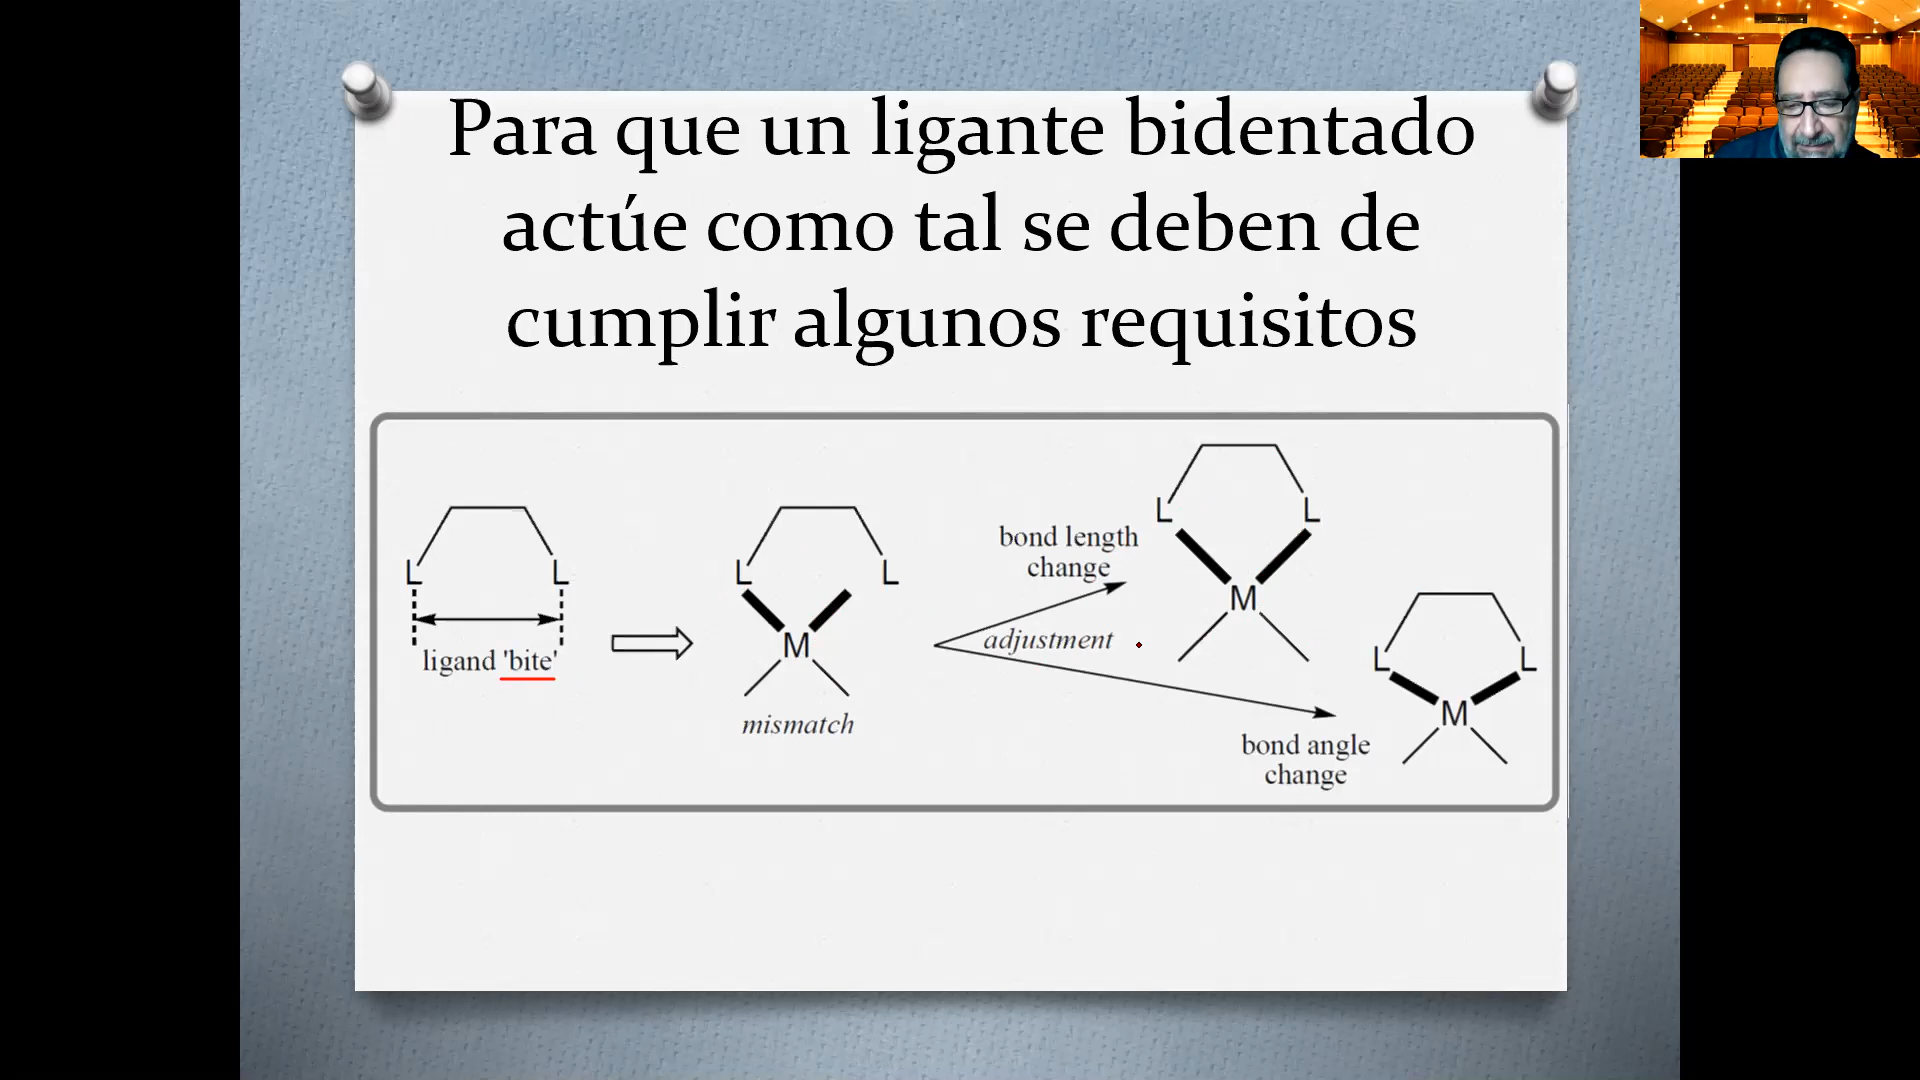 Para que un ligante bidentado
actúe como tal se deben de
cumplir algunos requisitos
L L
ligand 'bite'
L L
M
mismatch
adjustment
bond length
change
L L
M
bond angle
change
L L
M